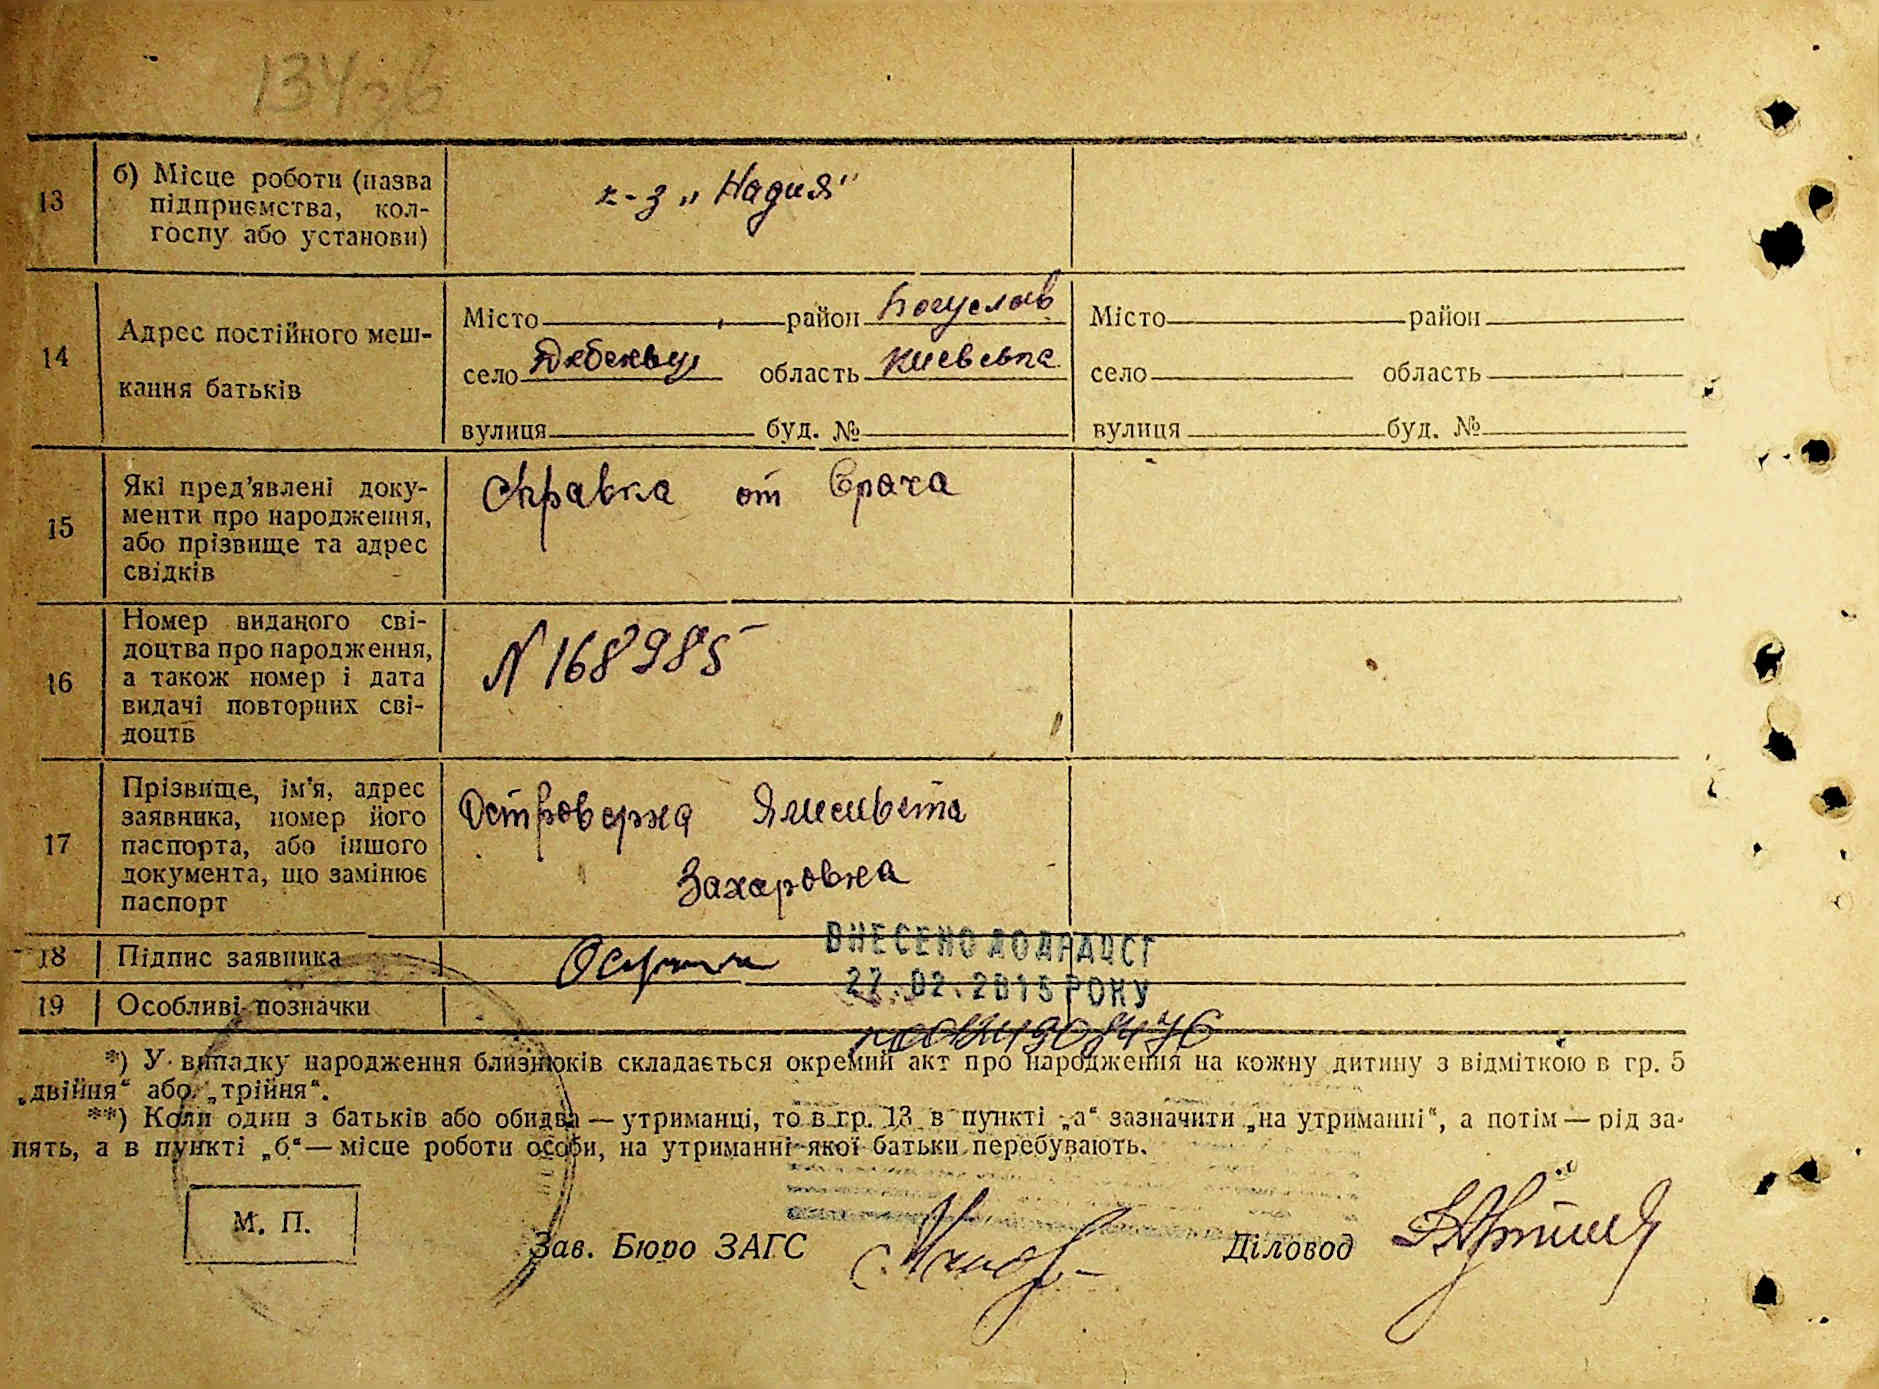 13 б) Місце роботи (назва
підприємства, кол-
госпу або установи)
к-з „Надия"
14 Адрес постійного меш-
кання батьків
Місто район Богуслав
село область Киевська
вулиця буд. №
Місто район
село область
вулиця буд. №
15 Які пред'явлені доку-
менти про народження,
або прізвище та адрес
свідків
Справка от врача
16 Номер виданого сві-
доцтва про народження,
а також номер і дата
видачі повторних сві-
доцтв
N 168985
17 Прізвище, ім'я, адрес
заявника, номер його
паспорта, або іншого
документа, що замінює
паспорт
Островерха Ялисивета
Захаровна
18 Підпис заявника
ВНЕСЕНО ДО ДРАЦСГ
27.02.2015 РОКУ
19 Особливі позначки
*) У випадку народження близнюків складається окремий акт про народження на кожну дитину з відміткою в гр. 5
„двійня" або „трійня".
**) Коли один з батьків або обидва — утриманці, то в гр. 13 в пункті „а" зазначити „на утриманні", а потім — рід за-
нять, а в пункті „б" — місце роботи особи, на утриманні якої батьки перебувають.
М. П.
Зав. Бюро ЗАГС
Діловод